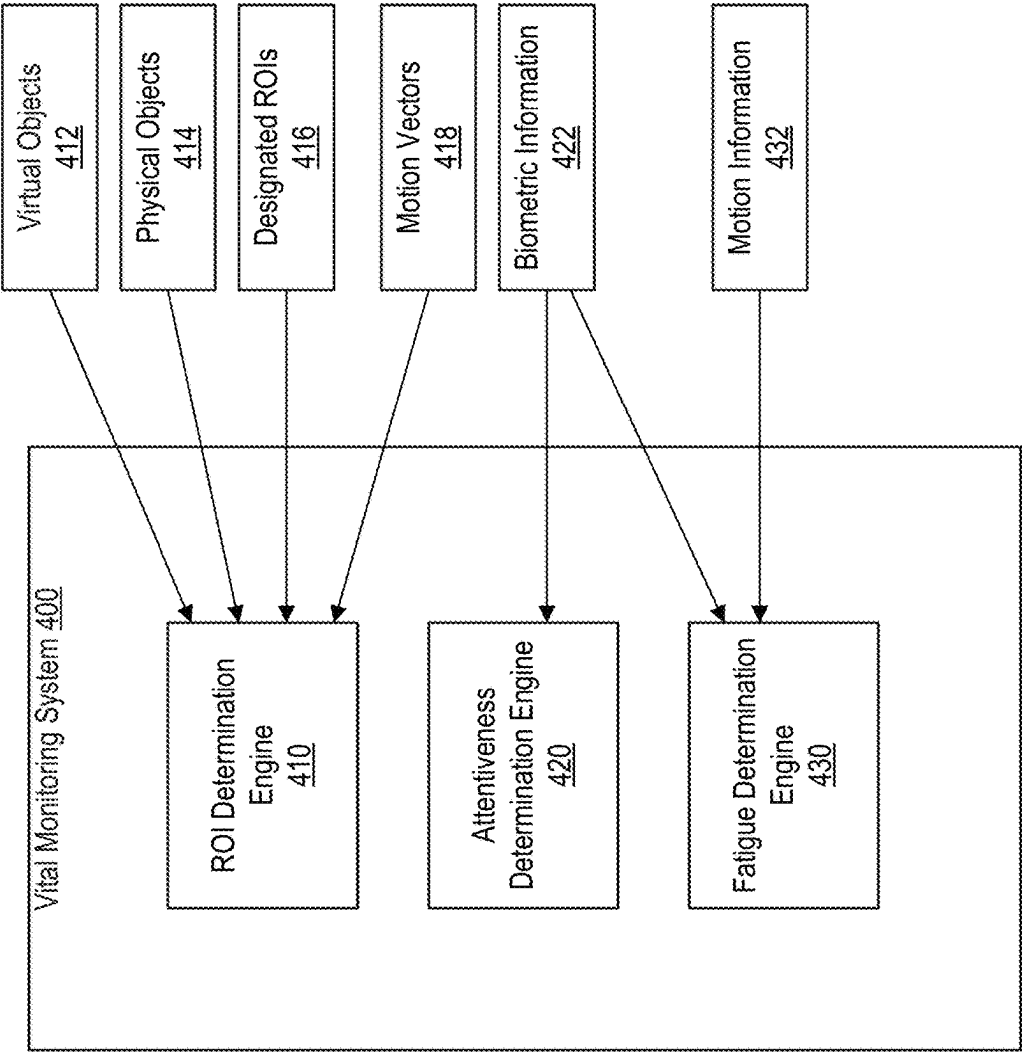 Vital Monitoring System 400
ROI Determination
Engine
410
Attentiveness
Determination Engine
420
Fatigue Determination
Engine
430
Virtual Objects
412
Physical Objects
414
Designated ROIs
416
Motion Vectors
418
Biometric Information
422
Motion Information
432